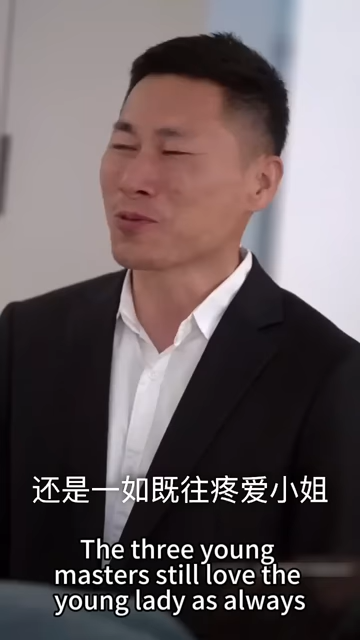 还是一如既往疼爱小姐
The three young
masters still love the
young lady as always